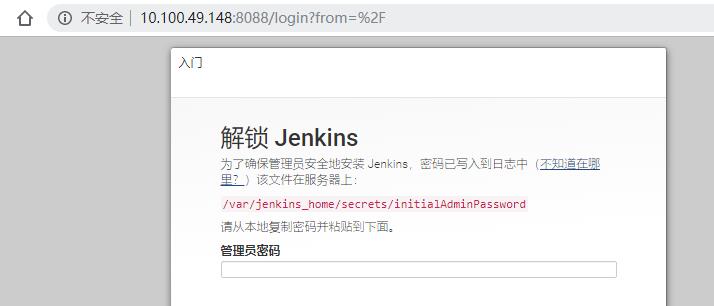 不安全 10.100.49.148:8088/login?from=%2F
入门
解锁 Jenkins
为了确保管理员安全地安装 Jenkins，密码已写入到日志中（不知道在哪
里？）该文件在服务器上：
/var/jenkins_home/secrets/initialAdminPassword
请从本地复制密码并粘贴到下面。
管理员密码